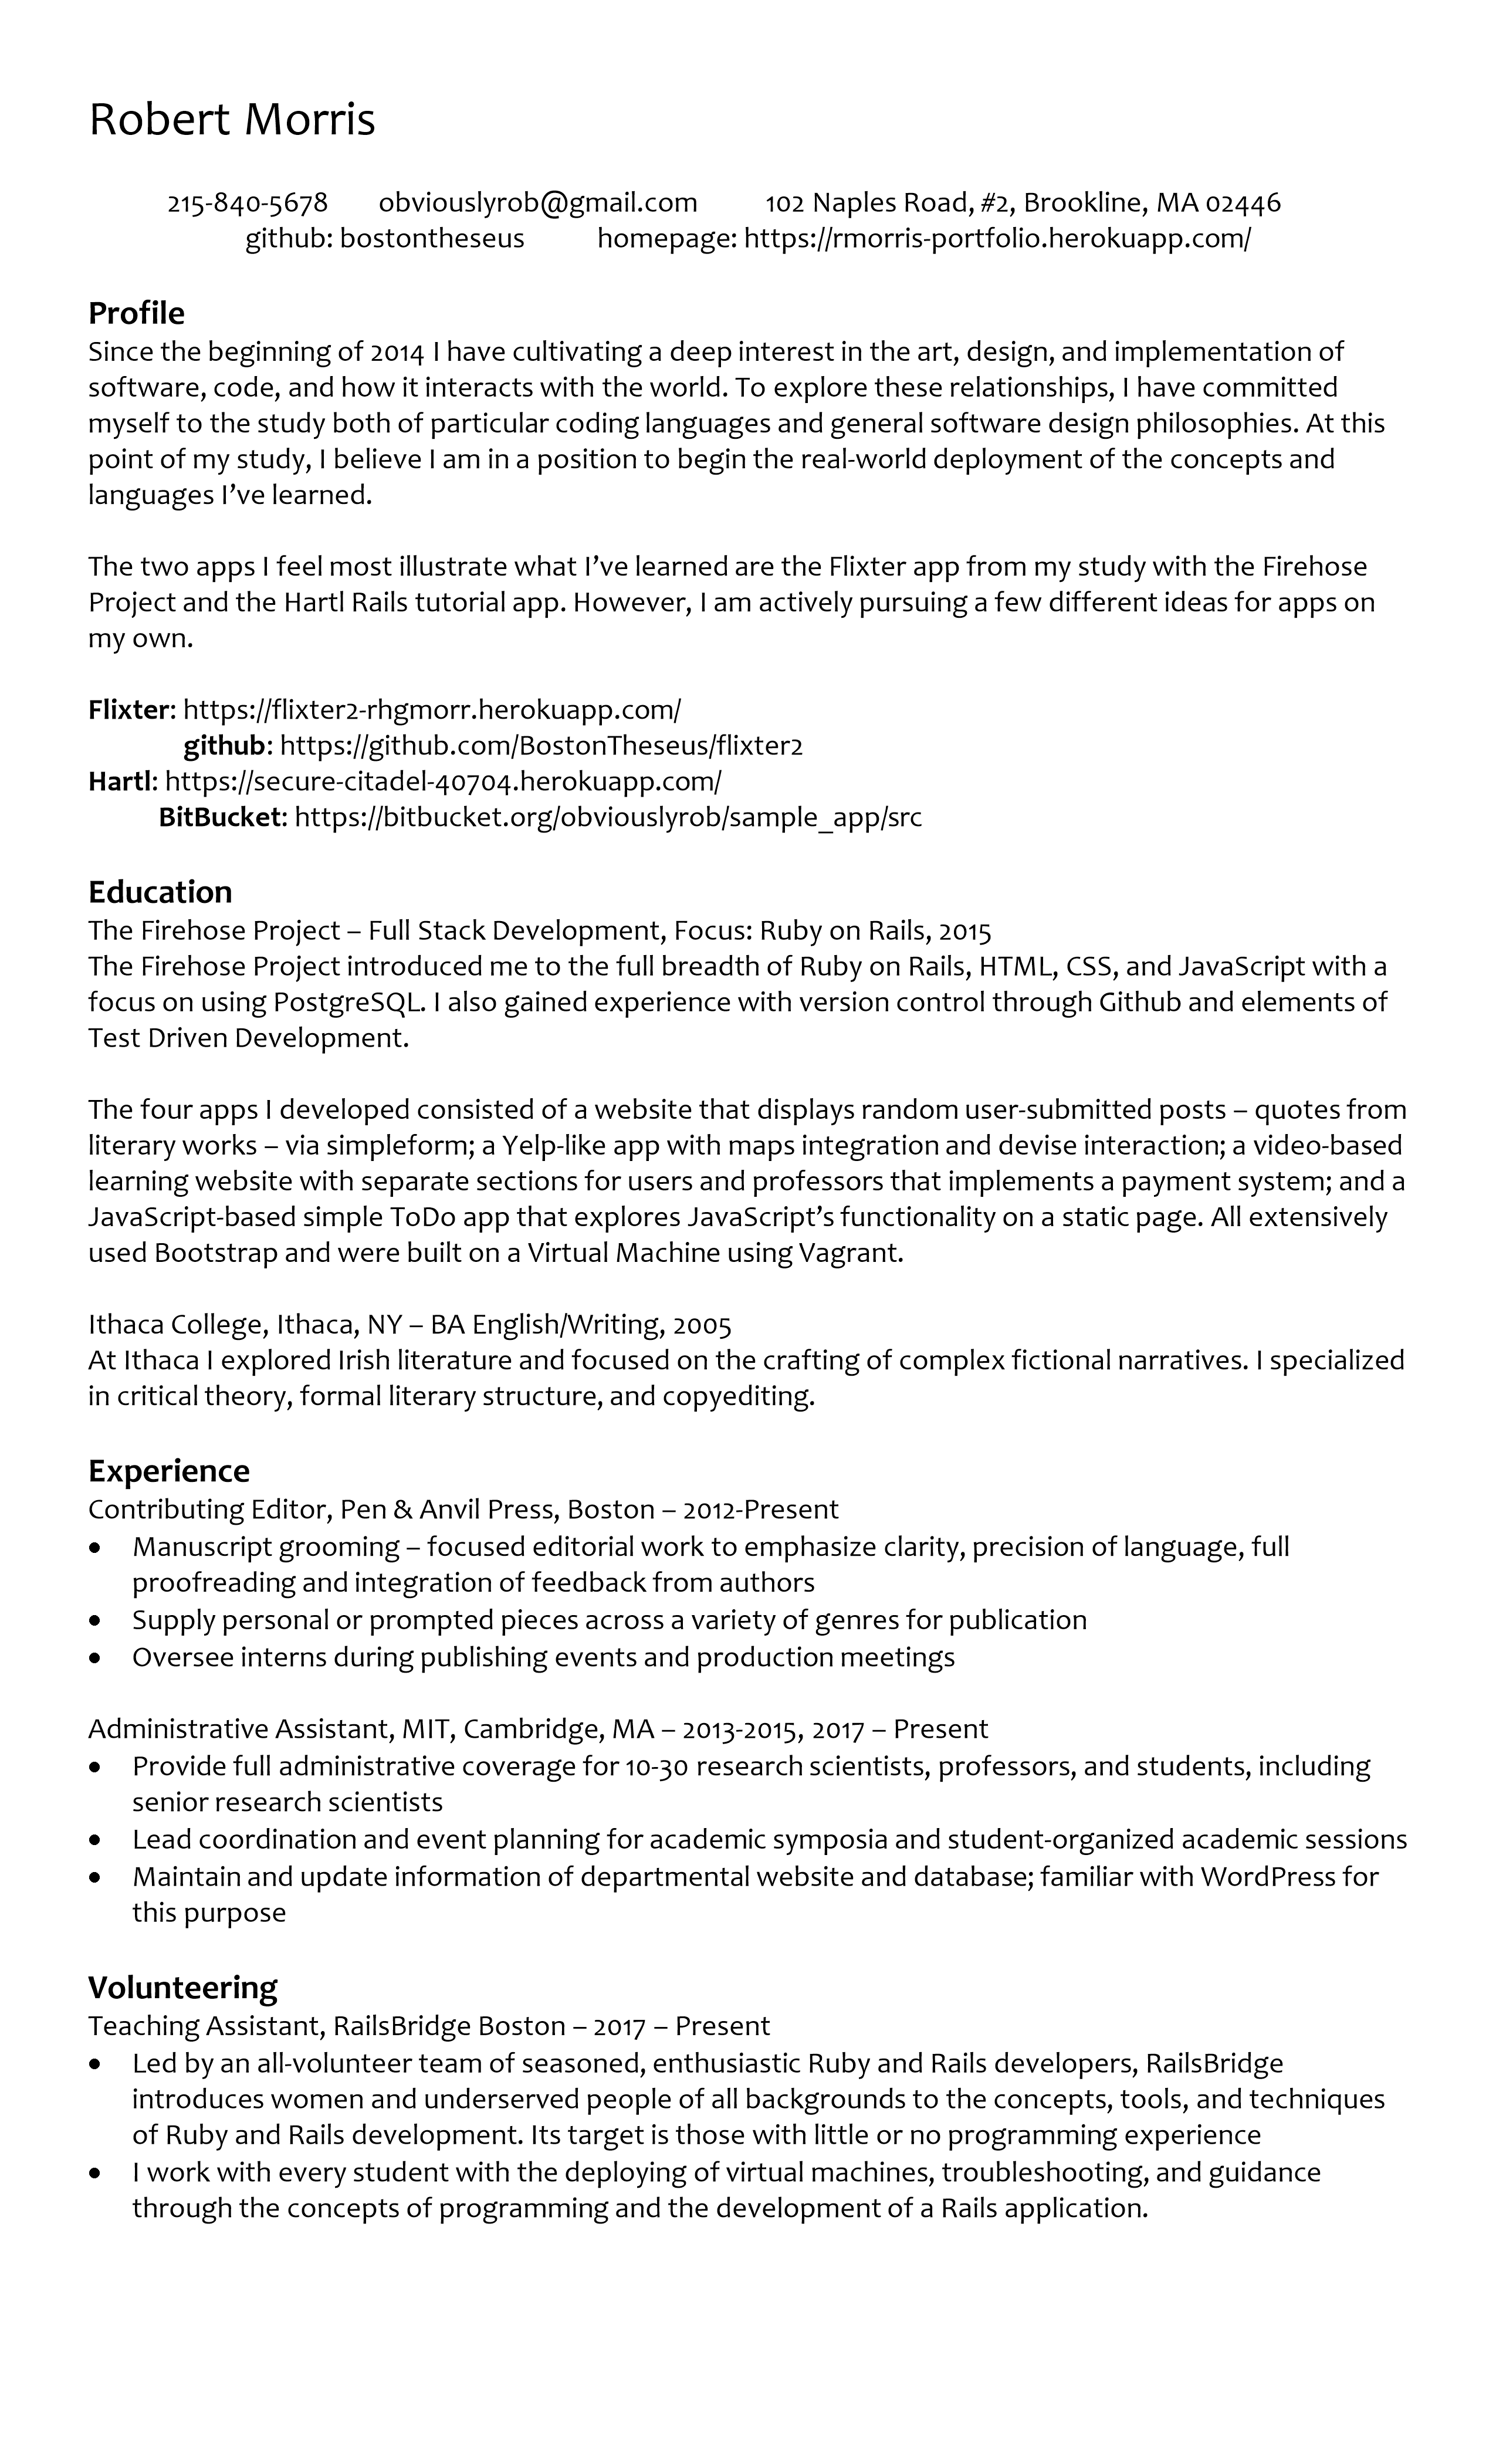 Robert Morris
215-840-5678 obviouslyrob@gmail.com 102 Naples Road, #2, Brookline, MA 02446
github: bostontheseus homepage: https://rmorris-portfolio.herokuapp.com/
Profile
Since the beginning of 2014 I have cultivating a deep interest in the art, design, and implementation of
software, code, and how it interacts with the world. To explore these relationships, I have committed
myself to the study both of particular coding languages and general software design philosophies. At this
point of my study, I believe I am in a position to begin the real-world deployment of the concepts and
languages I’ve learned.
The two apps I feel most illustrate what I’ve learned are the Flixter app from my study with the Firehose
Project and the Hartl Rails tutorial app. However, I am actively pursuing a few different ideas for apps on
my own.
Flixter: https://flixter2-rhgmorr.herokuapp.com/
github: https://github.com/BostonTheseus/flixter2
Hartl: https://secure-citadel-40704.herokuapp.com/
BitBucket: https://bitbucket.org/obviouslyrob/sample_app/src
Education
The Firehose Project – Full Stack Development, Focus: Ruby on Rails, 2015
The Firehose Project introduced me to the full breadth of Ruby on Rails, HTML, CSS, and JavaScript with a
focus on using PostgreSQL. I also gained experience with version control through Github and elements of
Test Driven Development.
The four apps I developed consisted of a website that displays random user-submitted posts – quotes from
literary works – via simpleform; a Yelp-like app with maps integration and devise interaction; a video-based
learning website with separate sections for users and professors that implements a payment system; and a
JavaScript-based simple ToDo app that explores JavaScript’s functionality on a static page. All extensively
used Bootstrap and were built on a Virtual Machine using Vagrant.
Ithaca College, Ithaca, NY – BA English/Writing, 2005
At Ithaca I explored Irish literature and focused on the crafting of complex fictional narratives. I specialized
in critical theory, formal literary structure, and copyediting.
Experience
Contributing Editor, Pen & Anvil Press, Boston – 2012-Present
• Manuscript grooming – focused editorial work to emphasize clarity, precision of language, full
proofreading and integration of feedback from authors
• Supply personal or prompted pieces across a variety of genres for publication
• Oversee interns during publishing events and production meetings
Administrative Assistant, MIT, Cambridge, MA – 2013-2015, 2017 – Present
• Provide full administrative coverage for 10-30 research scientists, professors, and students, including
senior research scientists
• Lead coordination and event planning for academic symposia and student-organized academic sessions
• Maintain and update information of departmental website and database; familiar with WordPress for
this purpose
Volunteering
Teaching Assistant, RailsBridge Boston – 2017 – Present
• Led by an all-volunteer team of seasoned, enthusiastic Ruby and Rails developers, RailsBridge
introduces women and underserved people of all backgrounds to the concepts, tools, and techniques
of Ruby and Rails development. Its target is those with little or no programming experience
• I work with every student with the deploying of virtual machines, troubleshooting, and guidance
through the concepts of programming and the development of a Rails application.